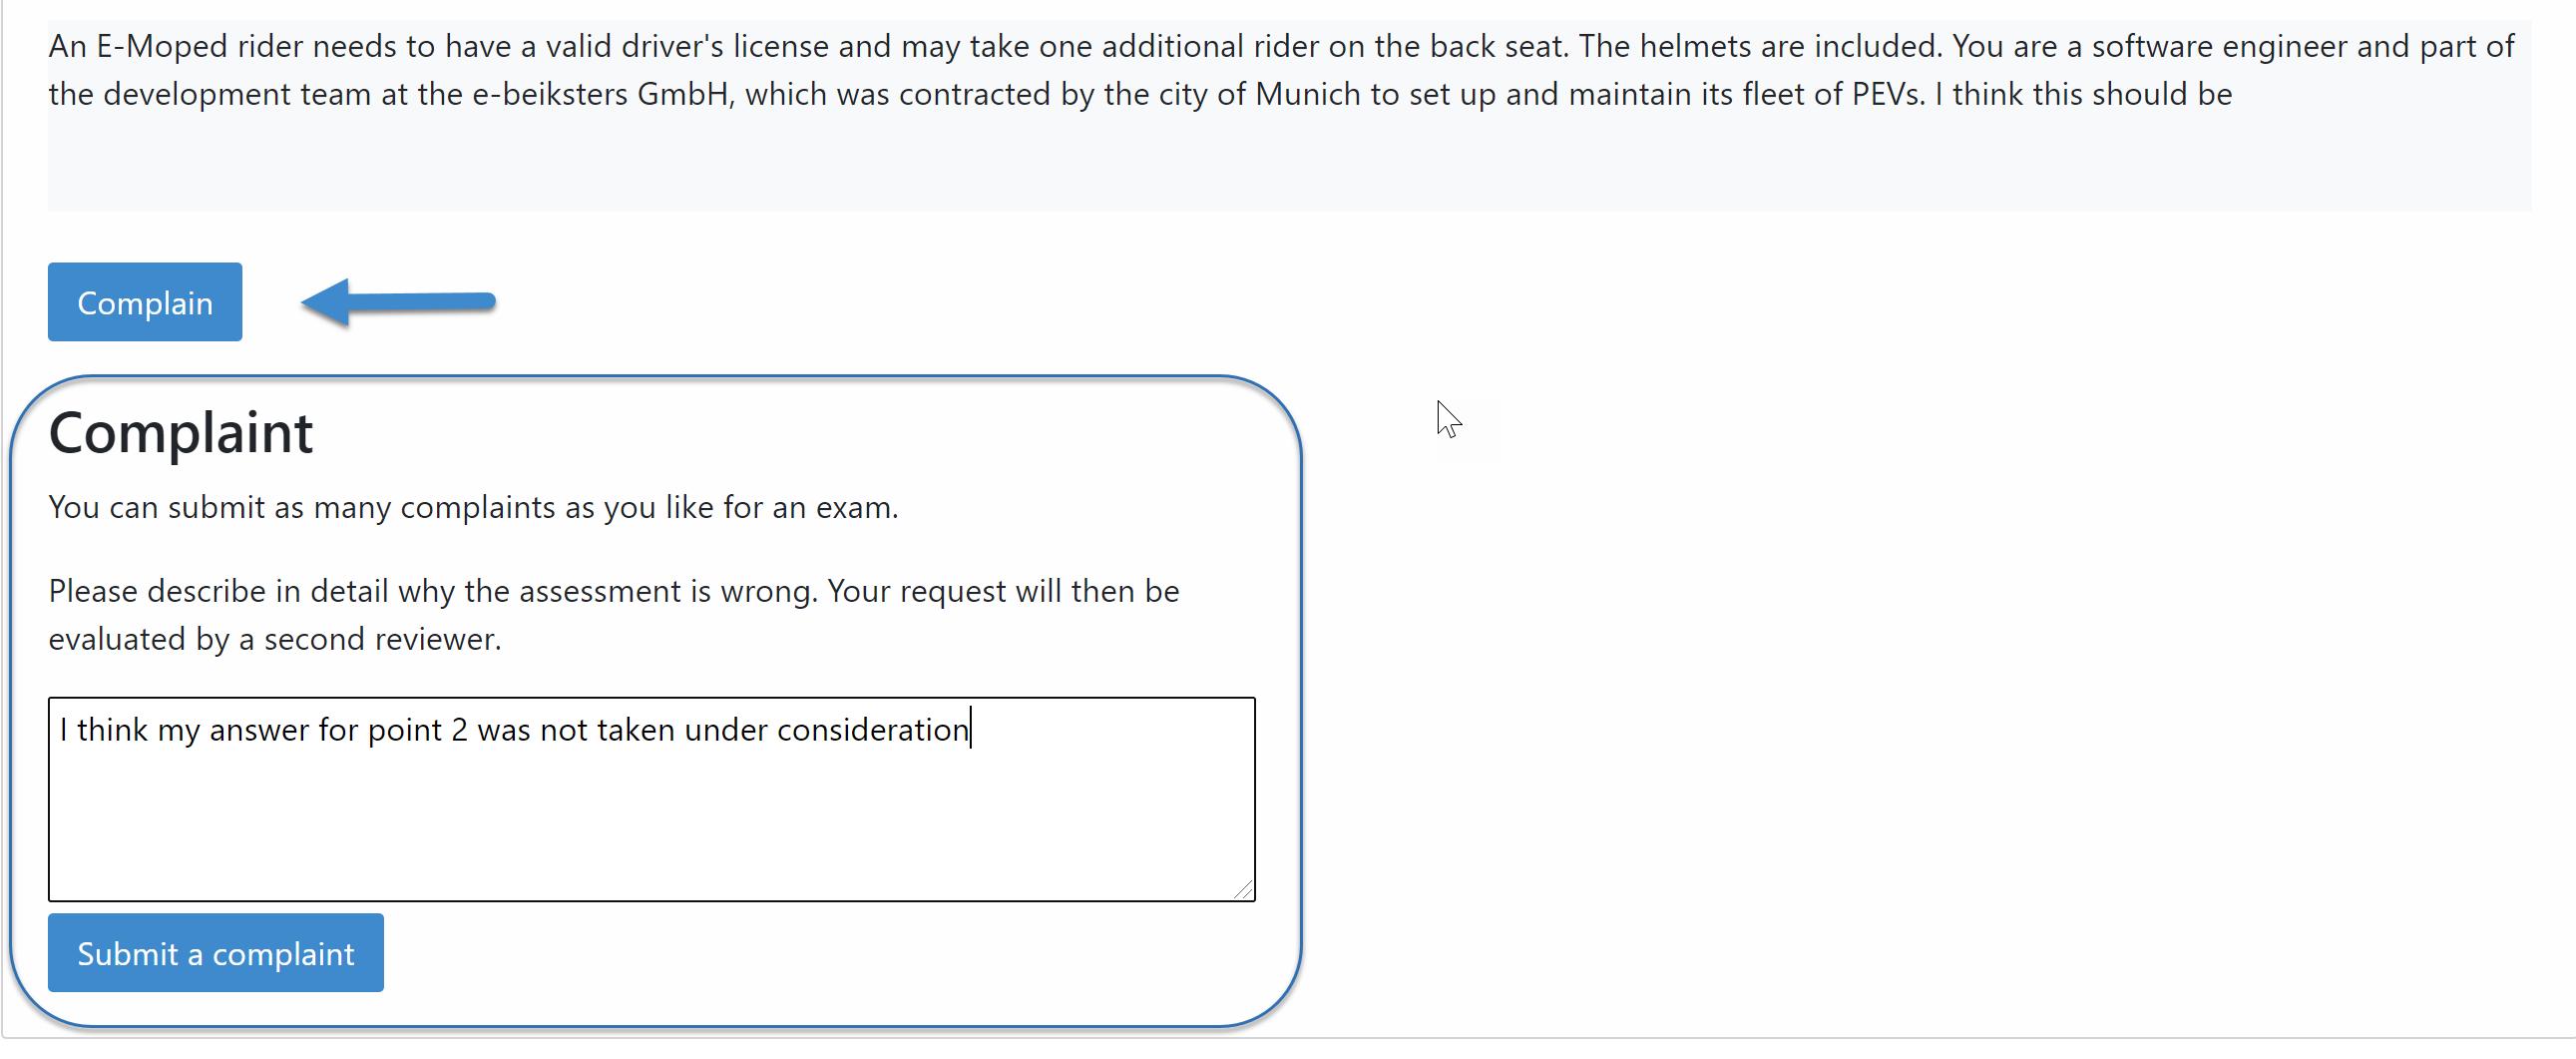 An E-Moped rider needs to have a valid driver's license and may take one additional rider on the back seat. The helmets are included. You are a software engineer and part of
the development team at the e-beiksters GmbH, which was contracted by the city of Munich to set up and maintain its fleet of PEVs. I think this should be
Complain
Complaint
You can submit as many complaints as you like for an exam.
Please describe in detail why the assessment is wrong. Your request will then be
evaluated by a second reviewer.
I think my answer for point 2 was not taken under consideration
Submit a complaint